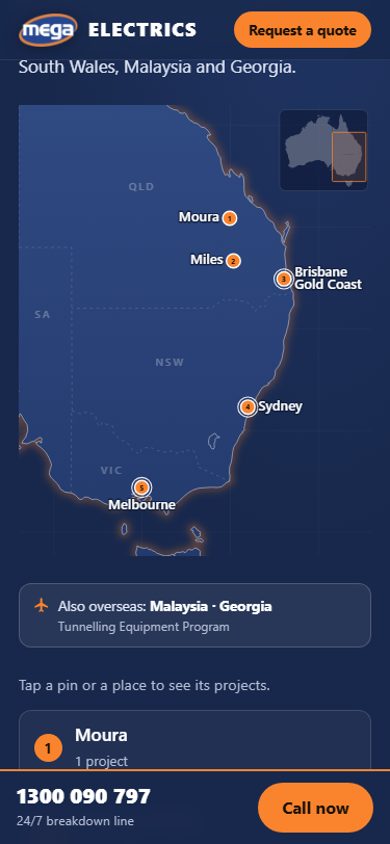 mega ELECTRICS
Request a quote
South Wales, Malaysia and Georgia.
QLD
Moura 1
Miles 2
3 Brisbane
Gold Coast
SA
NSW
4 Sydney
VIC
5
Melbourne
Also overseas: Malaysia · Georgia
Tunnelling Equipment Program
Tap a pin or a place to see its projects.
1 Moura
1 project
1300 090 797
24/7 breakdown line
Call now